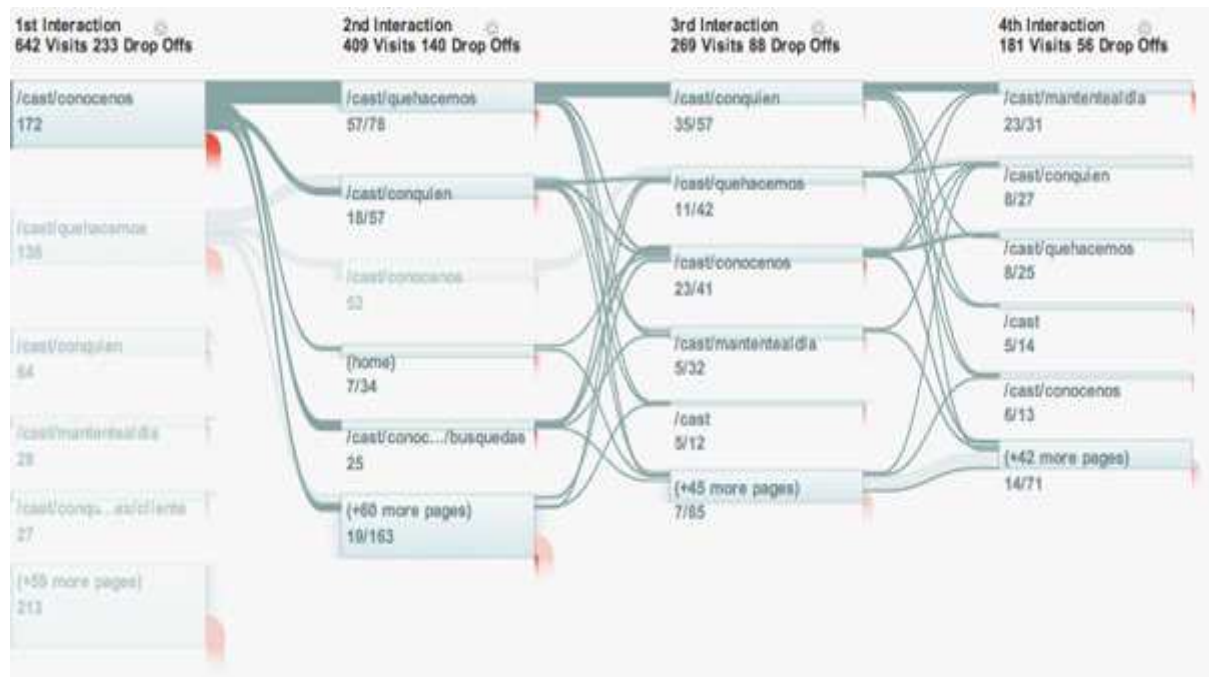 1st Interaction
642 Visits 233 Drop Offs
/cast/conocenos
172
/cast/quehacemos
/cast/conquien
64
/cast/mantentealdia
/cast/conqu...as/cliente
27
(+59 more pages)
213
2nd Interaction
409 Visits 140 Drop Offs
/cast/quehacemos
57/78
/cast/conquien
18/57
/cast/conocenos
(home)
7/34
/cast/conoc.../busquedas
25
(+60 more pages)
19/163
3rd Interaction
269 Visits 88 Drop Offs
/cast/conquien
35/57
/cast/quehacemos
11/42
/cast/conocenos
23/41
/cast/mantentealdia
5/32
/cast
5/12
(+45 more pages)
7/85
4th Interaction
181 Visits 56 Drop Offs
/cast/mantentealdia
23/31
/cast/conquien
8/27
/cast/quehacemos
8/25
/cast
5/14
/cast/conocenos
6/13
(+42 more pages)
14/71